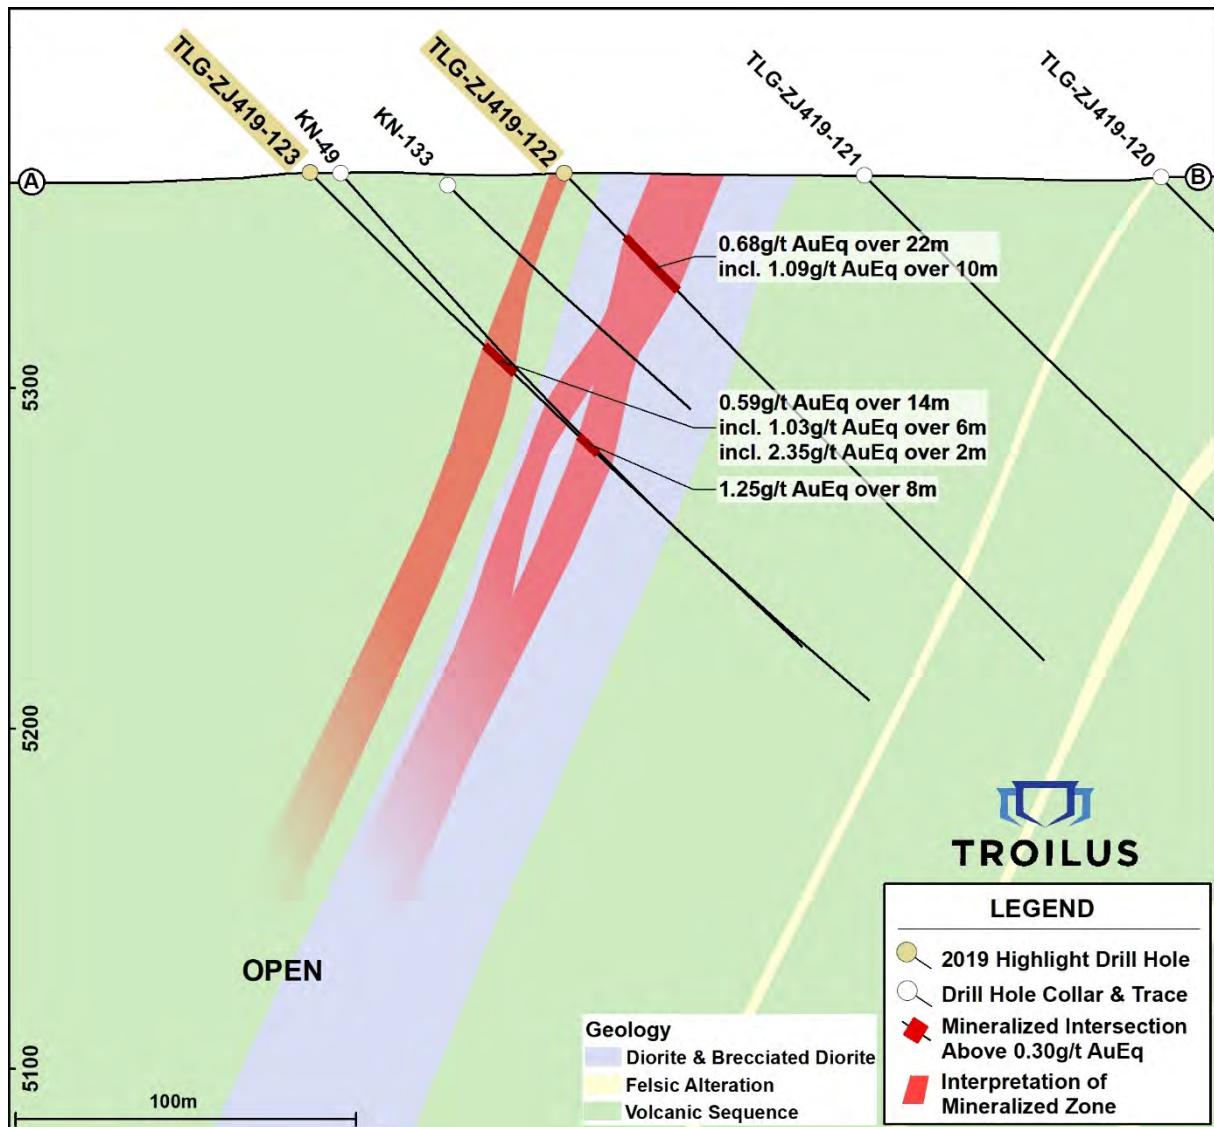 TLG-ZJ419-123
KN-49
KN-133
TLG-ZJ419-122
TLG-ZJ419-121
TLG-ZJ419-120
A
B
0.68g/t AuEq over 22m
incl. 1.09g/t AuEq over 10m
5300
0.59g/t AuEq over 14m
incl. 1.03g/t AuEq over 6m
incl. 2.35g/t AuEq over 2m
1.25g/t AuEq over 8m
5200
TROILUS
OPEN
5100
100m
Geology
Diorite & Brecciated Diorite
Felsic Alteration
Volcanic Sequence
LEGEND
2019 Highlight Drill Hole
Drill Hole Collar & Trace
Mineralized Intersection
Above 0.30g/t AuEq
Interpretation of
Mineralized Zone